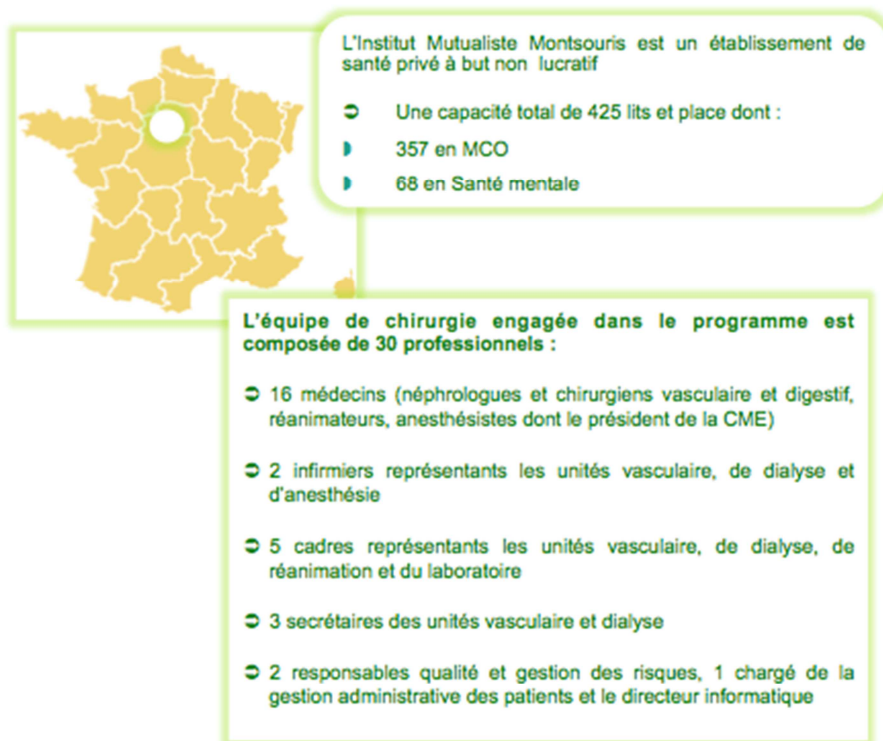 L'Institut Mutualiste Montsouris est un établissement de
santé privé à but non lucratif
➲ Une capacité total de 425 lits et place dont :
◗ 357 en MCO
◗ 68 en Santé mentale
L'équipe de chirurgie engagée dans le programme est
composée de 30 professionnels :
➲ 16 médecins (néphrologues et chirurgiens vasculaire et digestif,
réanimateurs, anesthésistes dont le président de la CME)
➲ 2 infirmiers représentants les unités vasculaire, de dialyse et
d'anesthésie
➲ 5 cadres représentants les unités vasculaire, de dialyse, de
réanimation et du laboratoire
➲ 3 secrétaires des unités vasculaire et dialyse
➲ 2 responsables qualité et gestion des risques, 1 chargé de la
gestion administrative des patients et le directeur informatique